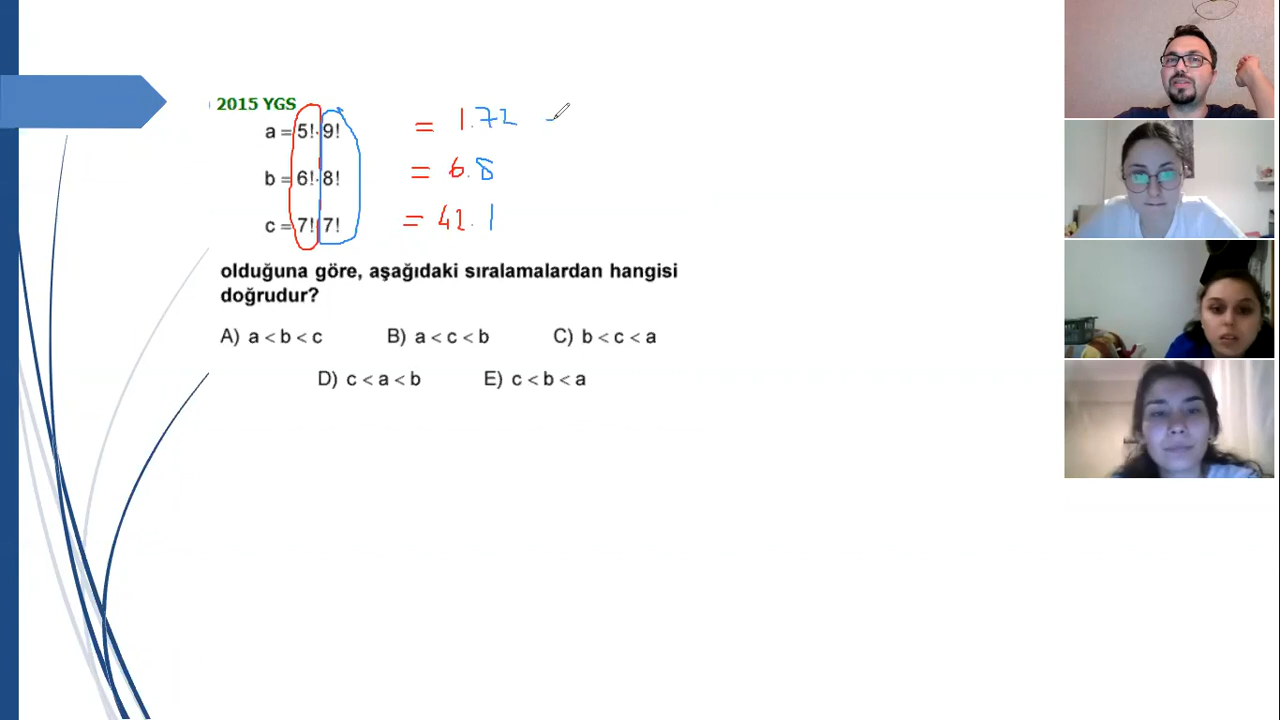 2015 YGS
a = 5!·9! = 1.72
b = 6!·8! = 6.8
c = 7! 7! = 42.1
olduğuna göre, aşağıdaki sıralamalardan hangisi
doğrudur?
A) a < b < c B) a < c < b C) b < c < a
D) c < a < b E) c < b < a